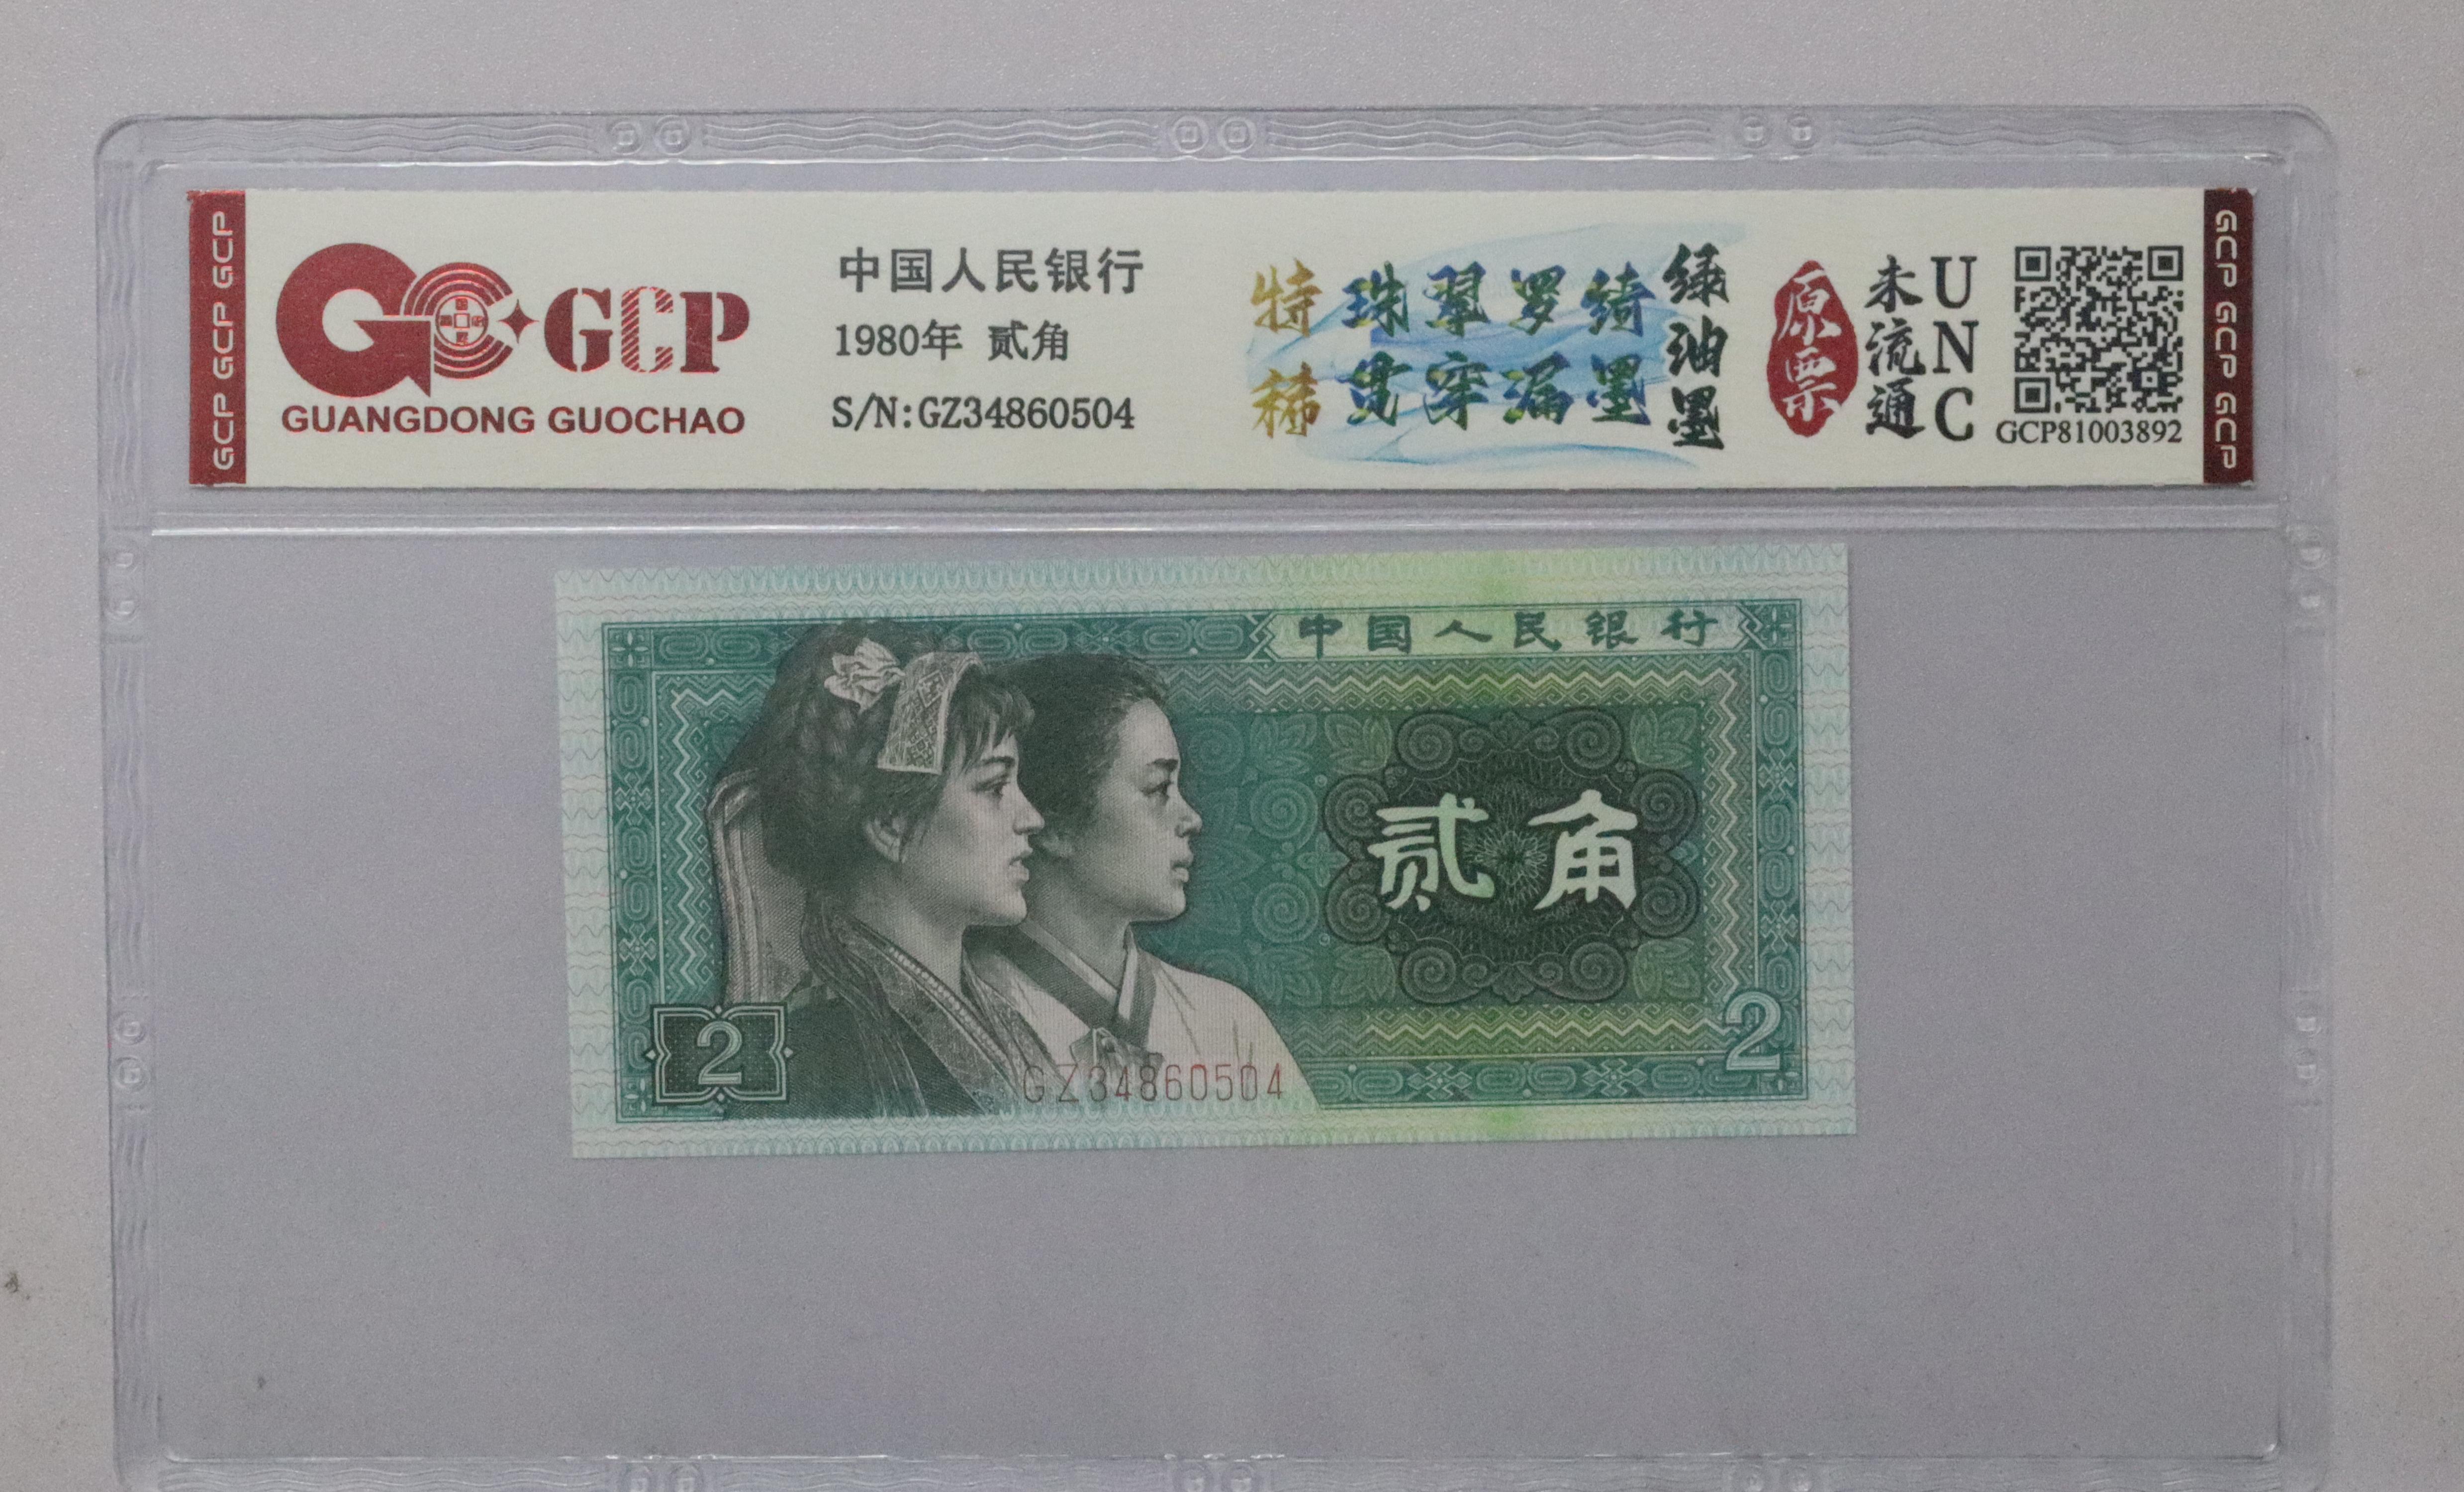 GCP GCP GCP
GCP
GUANGDONG GUOCHAO
中国人民银行
1980年 贰角
S/N:GZ34860504
特稀
珠翠罗绮
贯穿漏墨
绿油墨
原票
未流通
UNC
GCP81003892
GCP GCP GCP
中国人民银行
贰角
2
2
GZ34860504